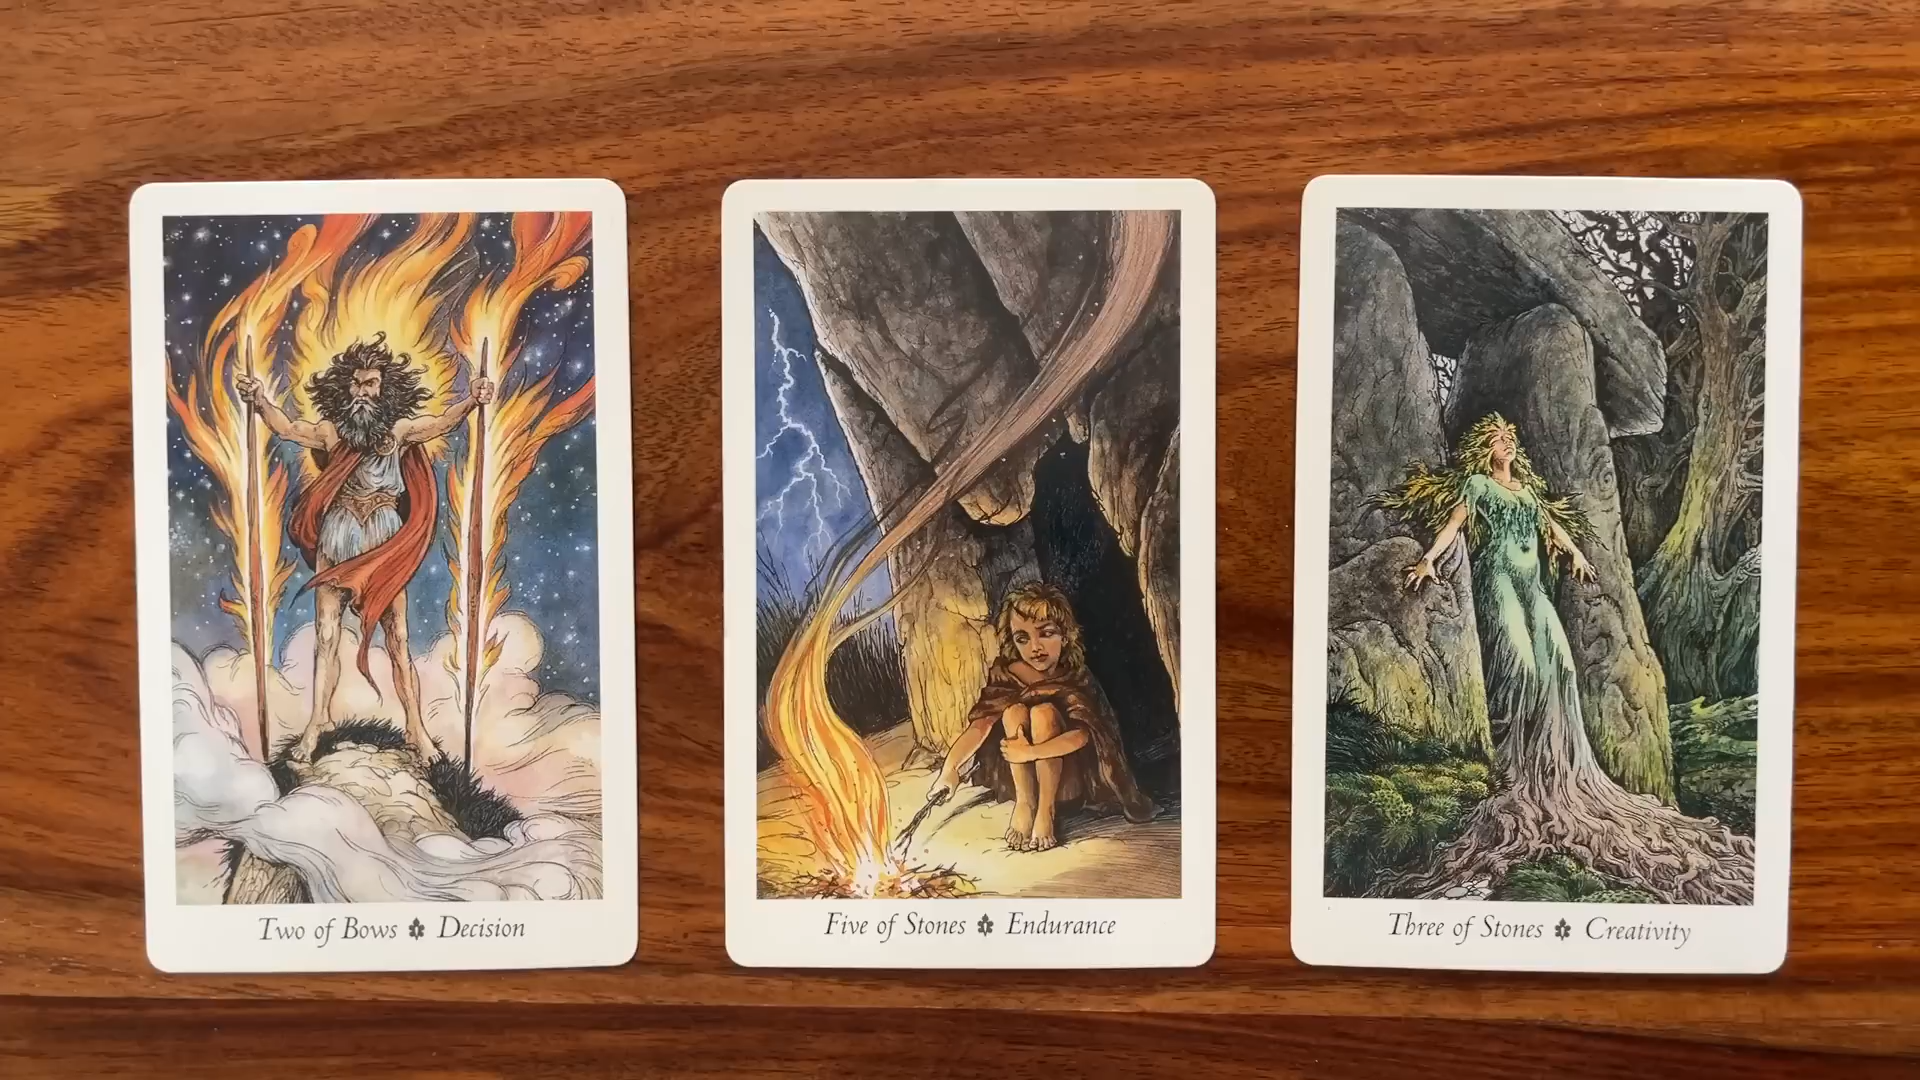 Two of Bows Decision
Five of Stones Endurance
Three of Stones Creativity